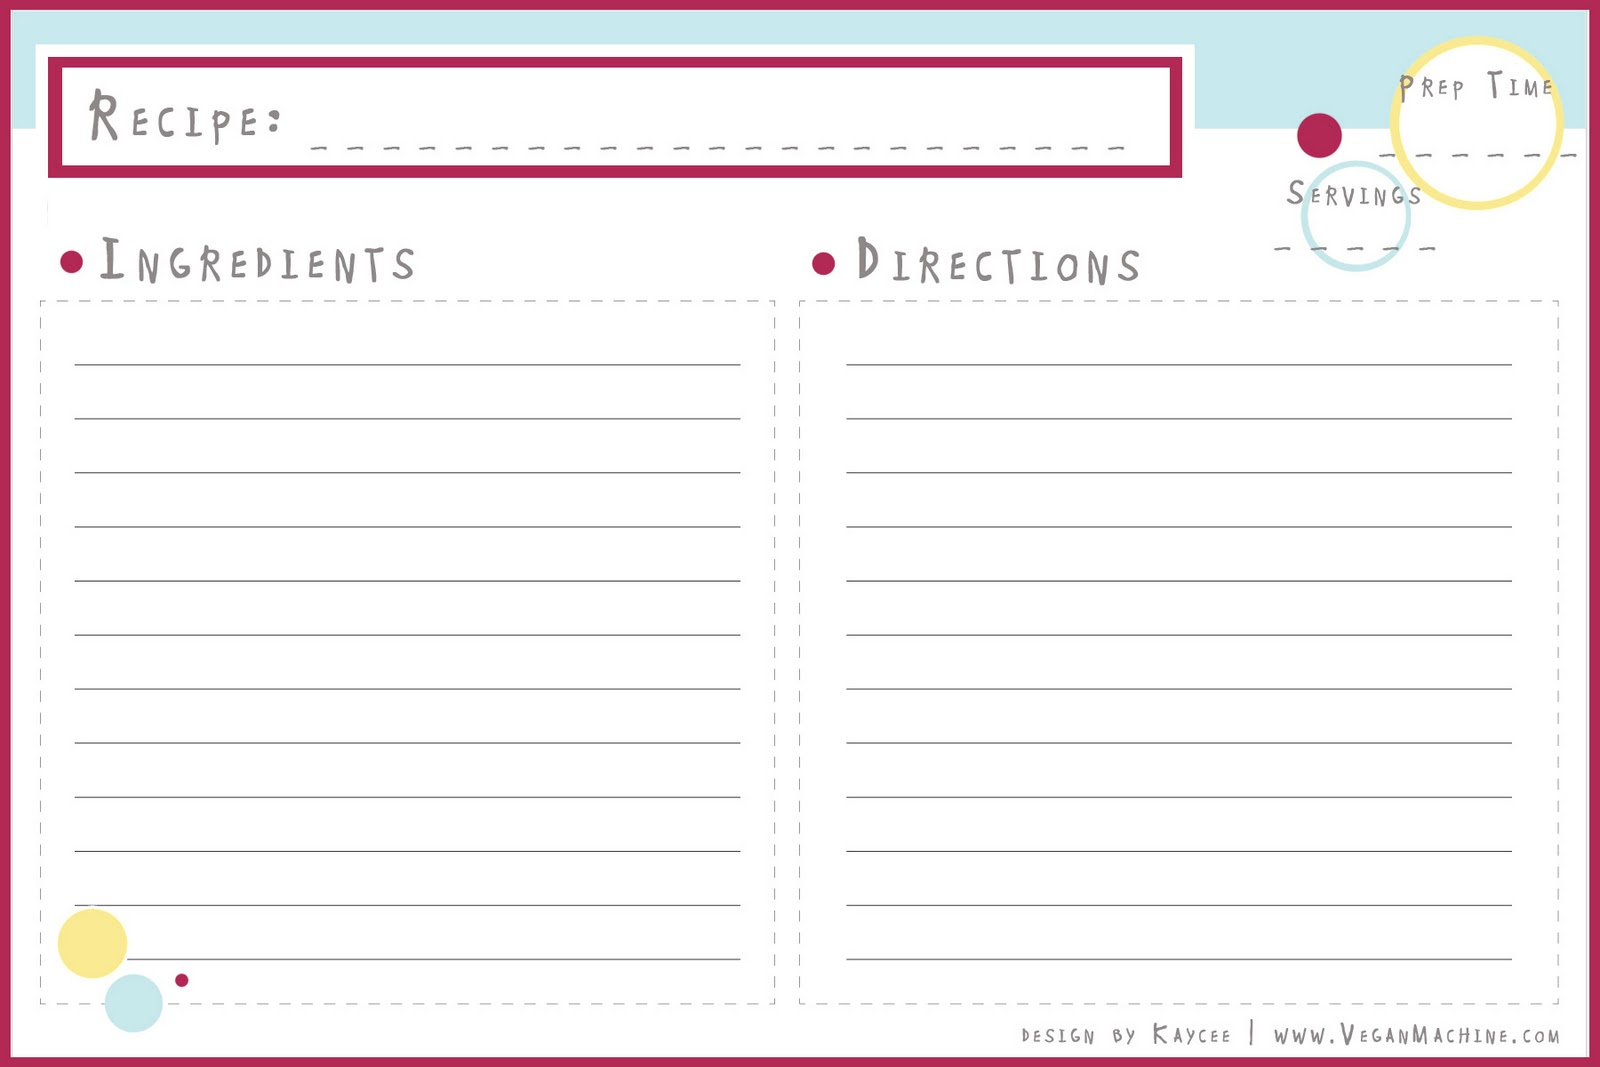 Recipe:
Prep Time
Servings
Ingredients
Directions
design by Kaycee | www.VeganMachine.com